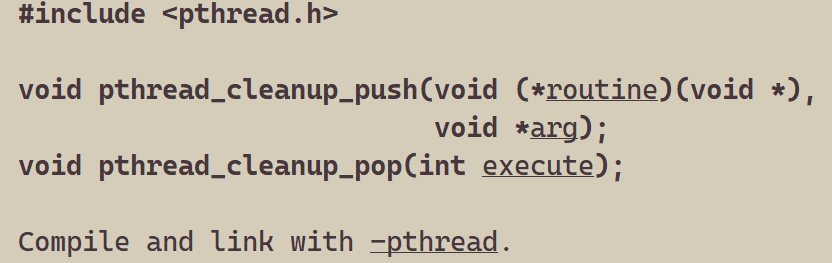 #include <pthread.h>
void pthread_cleanup_push(void (*routine)(void *),
void *arg);
void pthread_cleanup_pop(int execute);
Compile and link with -pthread.